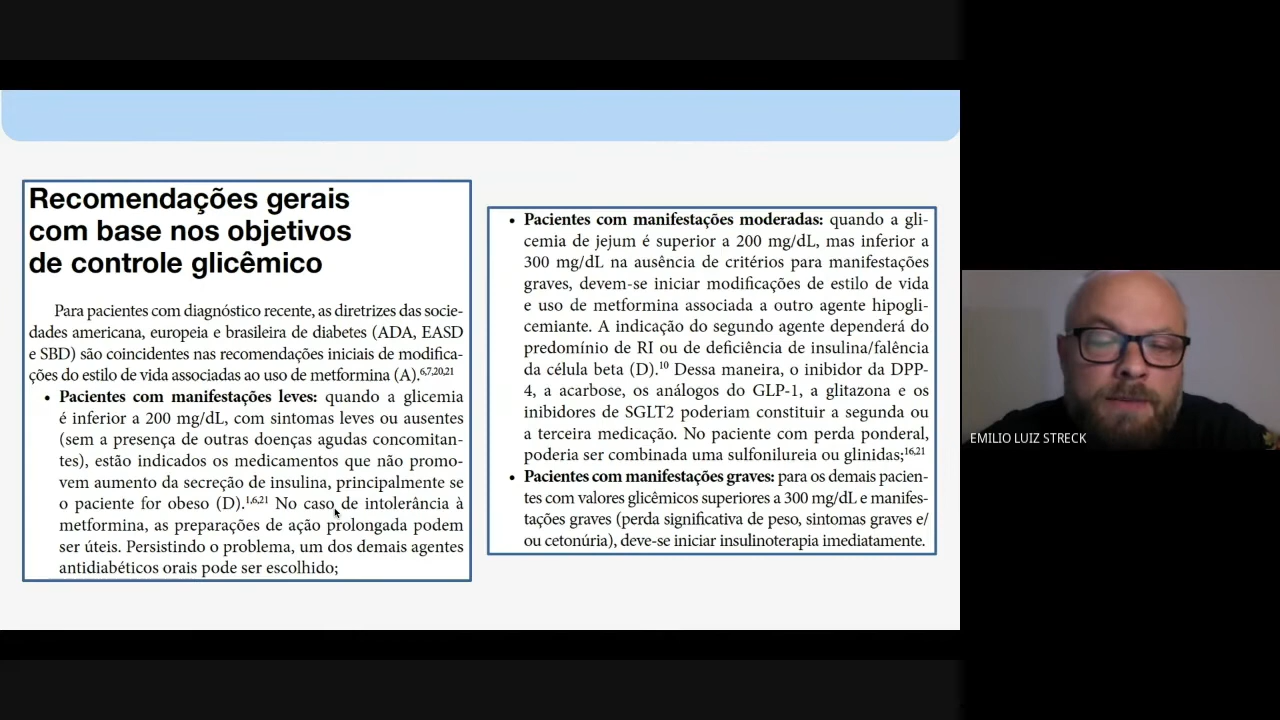 Recomendações gerais
com base nos objetivos
de controle glicêmico
Para pacientes com diagnóstico recente, as diretrizes das socie-
dades americana, europeia e brasileira de diabetes (ADA, EASD
e SBD) são coincidentes nas recomendações iniciais de modifica-
ções do estilo de vida associadas ao uso de metformina (A).6,7,20,21
• Pacientes com manifestações leves: quando a glicemia
é inferior a 200 mg/dL, com sintomas leves ou ausentes
(sem a presença de outras doenças agudas concomitan-
tes), estão indicados os medicamentos que não promo-
vem aumento da secreção de insulina, principalmente se
o paciente for obeso (D).1,6,21 No caso de intolerância à
metformina, as preparações de ação prolongada podem
ser úteis. Persistindo o problema, um dos demais agentes
antidiabéticos orais pode ser escolhido;
• Pacientes com manifestações moderadas: quando a gli-
cemia de jejum é superior a 200 mg/dL, mas inferior a
300 mg/dL na ausência de critérios para manifestações
graves, devem-se iniciar modificações de estilo de vida
e uso de metformina associada a outro agente hipogli-
cemiante. A indicação do segundo agente dependerá do
predomínio de RI ou de deficiência de insulina/falência
da célula beta (D).10 Dessa maneira, o inibidor da DPP-
4, a acarbose, os análogos do GLP-1, a glitazona e os
inibidores de SGLT2 poderiam constituir a segunda ou
a terceira medicação. No paciente com perda ponderal,
poderia ser combinada uma sulfonilureia ou glinidas;16,21
• Pacientes com manifestações graves: para os demais pacien-
tes com valores glicêmicos superiores a 300 mg/dL e manifes-
tações graves (perda significativa de peso, sintomas graves e/
ou cetonúria), deve-se iniciar insulinoterapia imediatamente.
EMILIO LUIZ STRECK